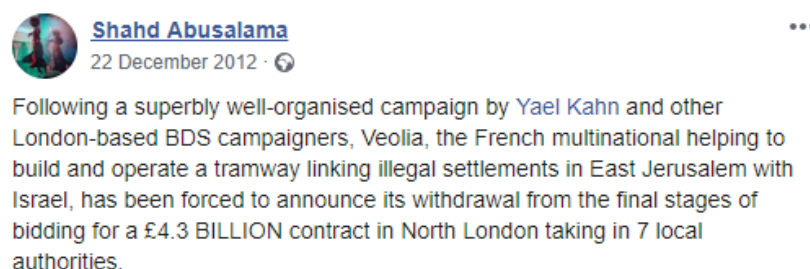 Shahd Abusalama
22 December 2012 ·
Following a superbly well-organised campaign by Yael Kahn and other
London-based BDS campaigners, Veolia, the French multinational helping to
build and operate a tramway linking illegal settlements in East Jerusalem with
Israel, has been forced to announce its withdrawal from the final stages of
bidding for a £4.3 BILLION contract in North London taking in 7 local
authorities.